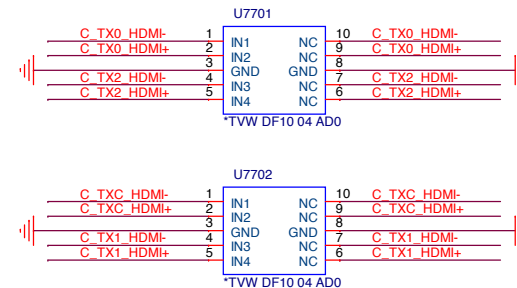 U7701
C_TX0_HDMI- 1 IN1 NC 10 C_TX0_HDMI-
C_TX0_HDMI+ 2 IN2 NC 9 C_TX0_HDMI+
3 GND GND 8
C_TX2_HDMI- 4 IN3 NC 7 C_TX2_HDMI-
C_TX2_HDMI+ 5 IN4 NC 6 C_TX2_HDMI+
*TVW DF10 04 AD0
U7702
C_TXC_HDMI- 1 IN1 NC 10 C_TXC_HDMI-
C_TXC_HDMI+ 2 IN2 NC 9 C_TXC_HDMI+
3 GND GND 8
C_TX1_HDMI- 4 IN3 NC 7 C_TX1_HDMI-
C_TX1_HDMI+ 5 IN4 NC 6 C_TX1_HDMI+
*TVW DF10 04 AD0